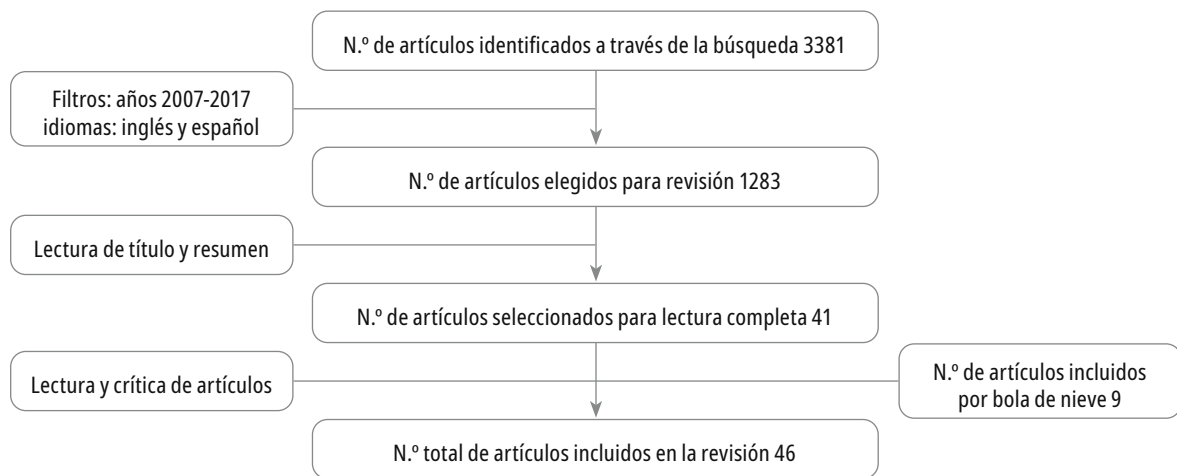 N.º de artículos identificados a través de la búsqueda 3381
Filtros: años 2007-2017
idiomas: inglés y español
N.º de artículos elegidos para revisión 1283
Lectura de título y resumen
N.º de artículos seleccionados para lectura completa 41
Lectura y crítica de artículos
N.º de artículos incluidos
por bola de nieve 9
N.º total de artículos incluidos en la revisión 46